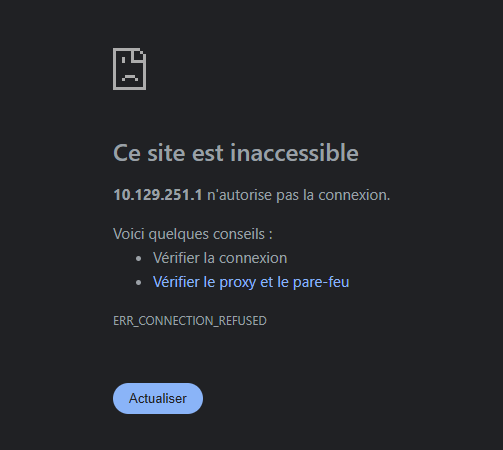 Ce site est inaccessible
10.129.251.1 n'autorise pas la connexion.
Voici quelques conseils :
Vérifier la connexion
Vérifier le proxy et le pare-feu
ERR_CONNECTION_REFUSED
Actualiser